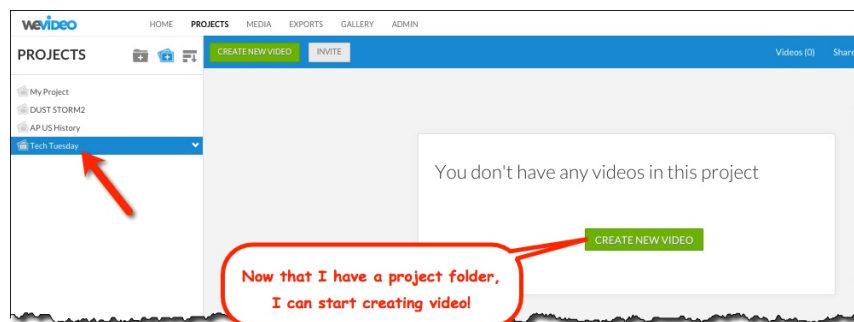 WeVideo
HOME PROJECTS MEDIA EXPORTS GALLERY ADMIN
PROJECTS
CREATE NEW VIDEO INVITE Videos (0) Share
My Project
DUST STORM2
AP US History
Tech Tuesday
You don't have any videos in this project
CREATE NEW VIDEO
Now that I have a project folder,
I can start creating video!